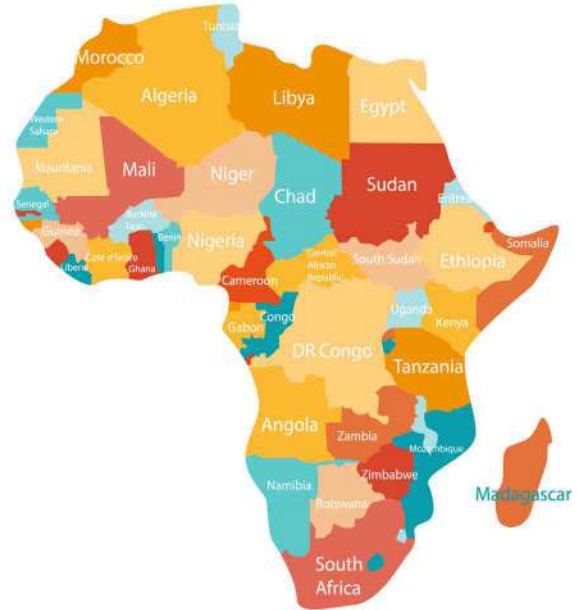 Tunisia
Morocco
Algeria
Libya
Egypt
Western
Sahara
Mauritania
Mali
Niger
Chad
Sudan
Eritrea
Senegal
Burkina
Faso
Guinea
Benin
Nigeria
Somalia
Liberia
Cote d'Ivoire
Ghana
Cameroon
Central
African
Republic
South Sudan
Ethiopia
Gabon
Congo
Uganda
Kenya
DR Congo
Tanzania
Angola
Zambia
Mozambique
Zimbabwe
Namibia
Botswana
Madagascar
South
Africa